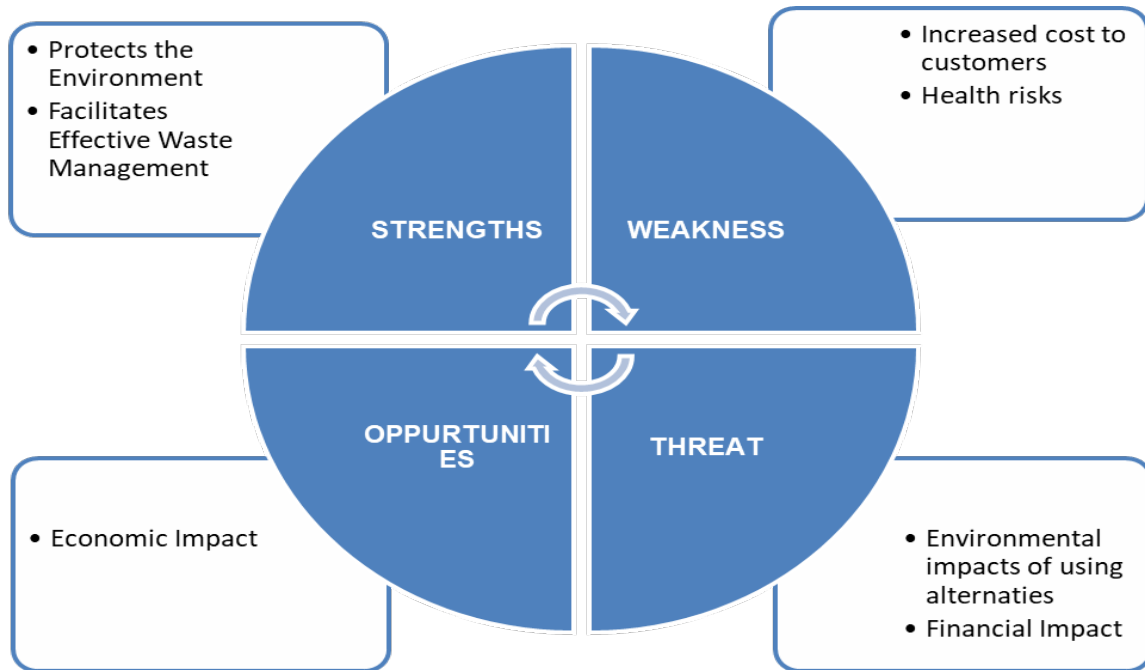 • Protects the
Environment
• Facilitates
Effective Waste
Management
• Increased cost to
customers
• Health risks
STRENGTHS
WEAKNESS
OPPURTUNITI
ES
THREAT
• Economic Impact
• Environmental
impacts of using
alternaties
• Financial Impact